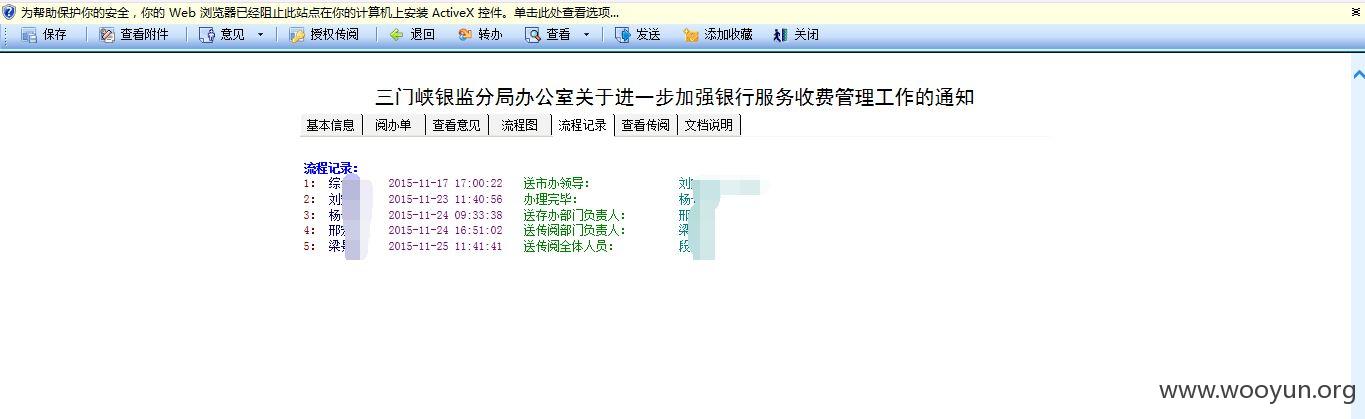 为帮助保护你的安全，你的 Web 浏览器已经阻止此站点在你的计算机上安装 ActiveX 控件。单击此处查看选项...
保存 查看附件 意见 授权传阅 退回 转办 查看 发送 添加收藏 关闭
三门峡银监分局办公室关于进一步加强银行服务收费管理工作的通知
基本信息 阅办单 查看意见 流程图 流程记录 查看传阅 文档说明
流程记录：
1： 综 2015-11-17 17:00:22 送市办领导： 刘
2： 刘 2015-11-23 11:40:56 办理完毕： 杨
3： 杨 2015-11-24 09:33:38 送存办部门负责人： 邢
4： 邢 2015-11-24 16:51:02 送传阅部门负责人： 梁
5： 梁 2015-11-25 11:41:41 送传阅全体人员： 段
www.wooyun.org